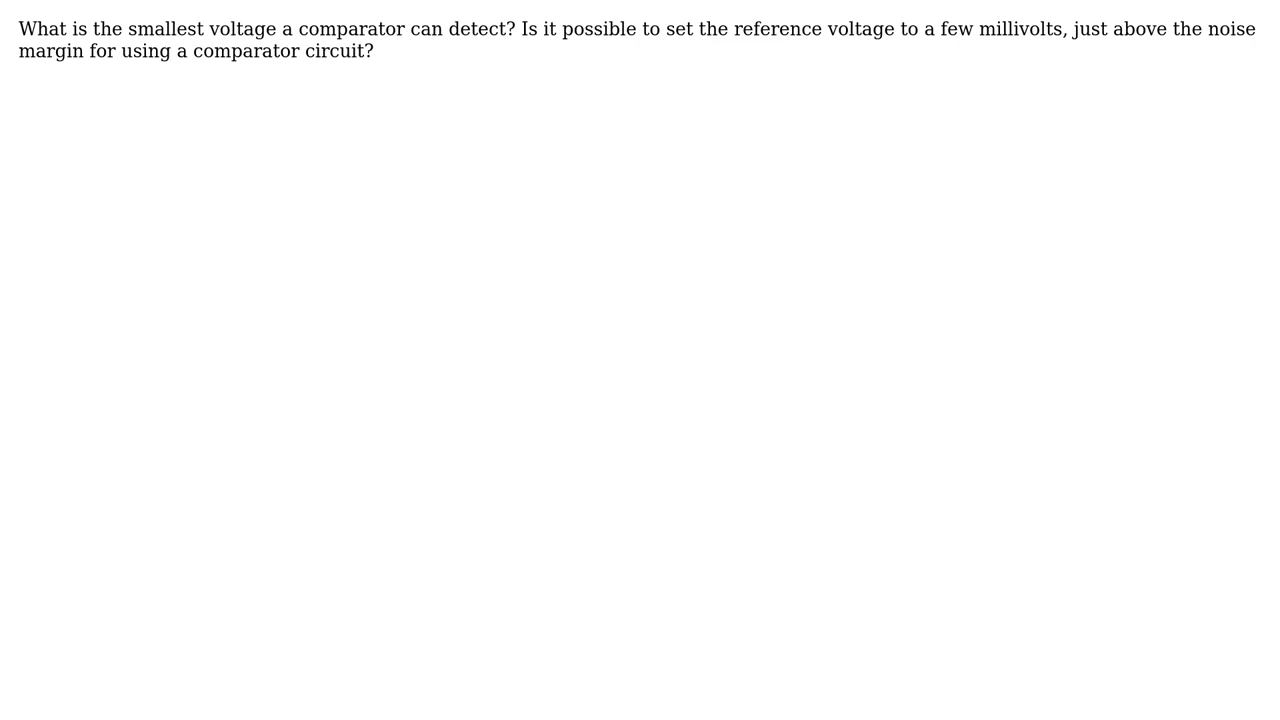 What is the smallest voltage a comparator can detect? Is it possible to set the reference voltage to a few millivolts, just above the noise
margin for using a comparator circuit?